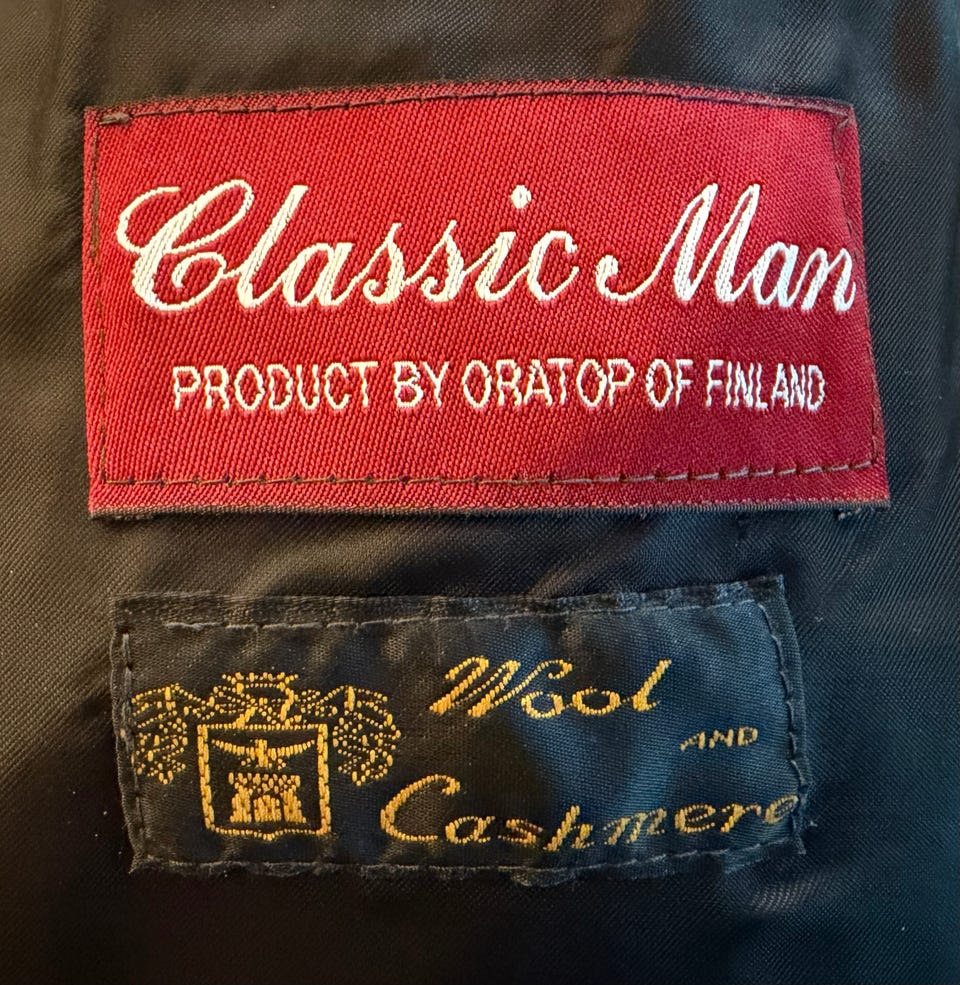 Classic Man
PRODUCT BY ORATOP OF FINLAND
Wool
AND
Cashmere